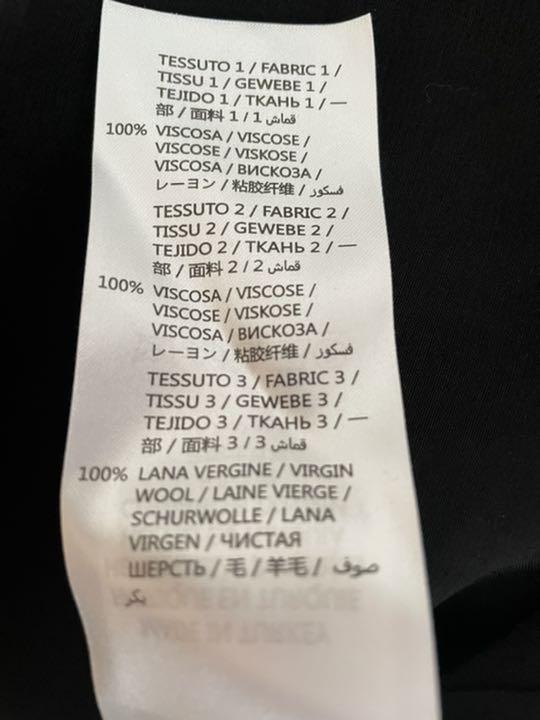 TESSUTO 1 / FABRIC 1 /
TISSU 1 / GEWEBE 1 /
TEJIDO 1 / ТКАНЬ 1 / 一
部 / 面料 1 / 1 قماش
100% VISCOSA / VISCOSE /
VISCOSE / VISKOSE /
VISCOSA / ВИСКОЗА /
レーヨン / 粘胶纤维 / فسكوز
TESSUTO 2 / FABRIC 2 /
TISSU 2 / GEWEBE 2 /
TEJIDO 2 / ТКАНЬ 2 / 一
部 / 面料 2 / 2 قماش
100% VISCOSA / VISCOSE /
VISCOSE / VISKOSE /
VISCOSA / ВИСКОЗА /
レーヨン / 粘胶纤维 / فسكوز
TESSUTO 3 / FABRIC 3 /
TISSU 3 / GEWEBE 3 /
TEJIDO 3 / ТКАНЬ 3 / 一
部 / 面料 3 / 3 قماش
100% LANA VERGINE / VIRGIN
WOOL / LAINE VIERGE /
SCHURWOLLE / LANA
VIRGEN / ЧИСТАЯ
ШЕРСТЬ / 毛 / 羊毛 / صوف
بكر
MADE IN TURKEY